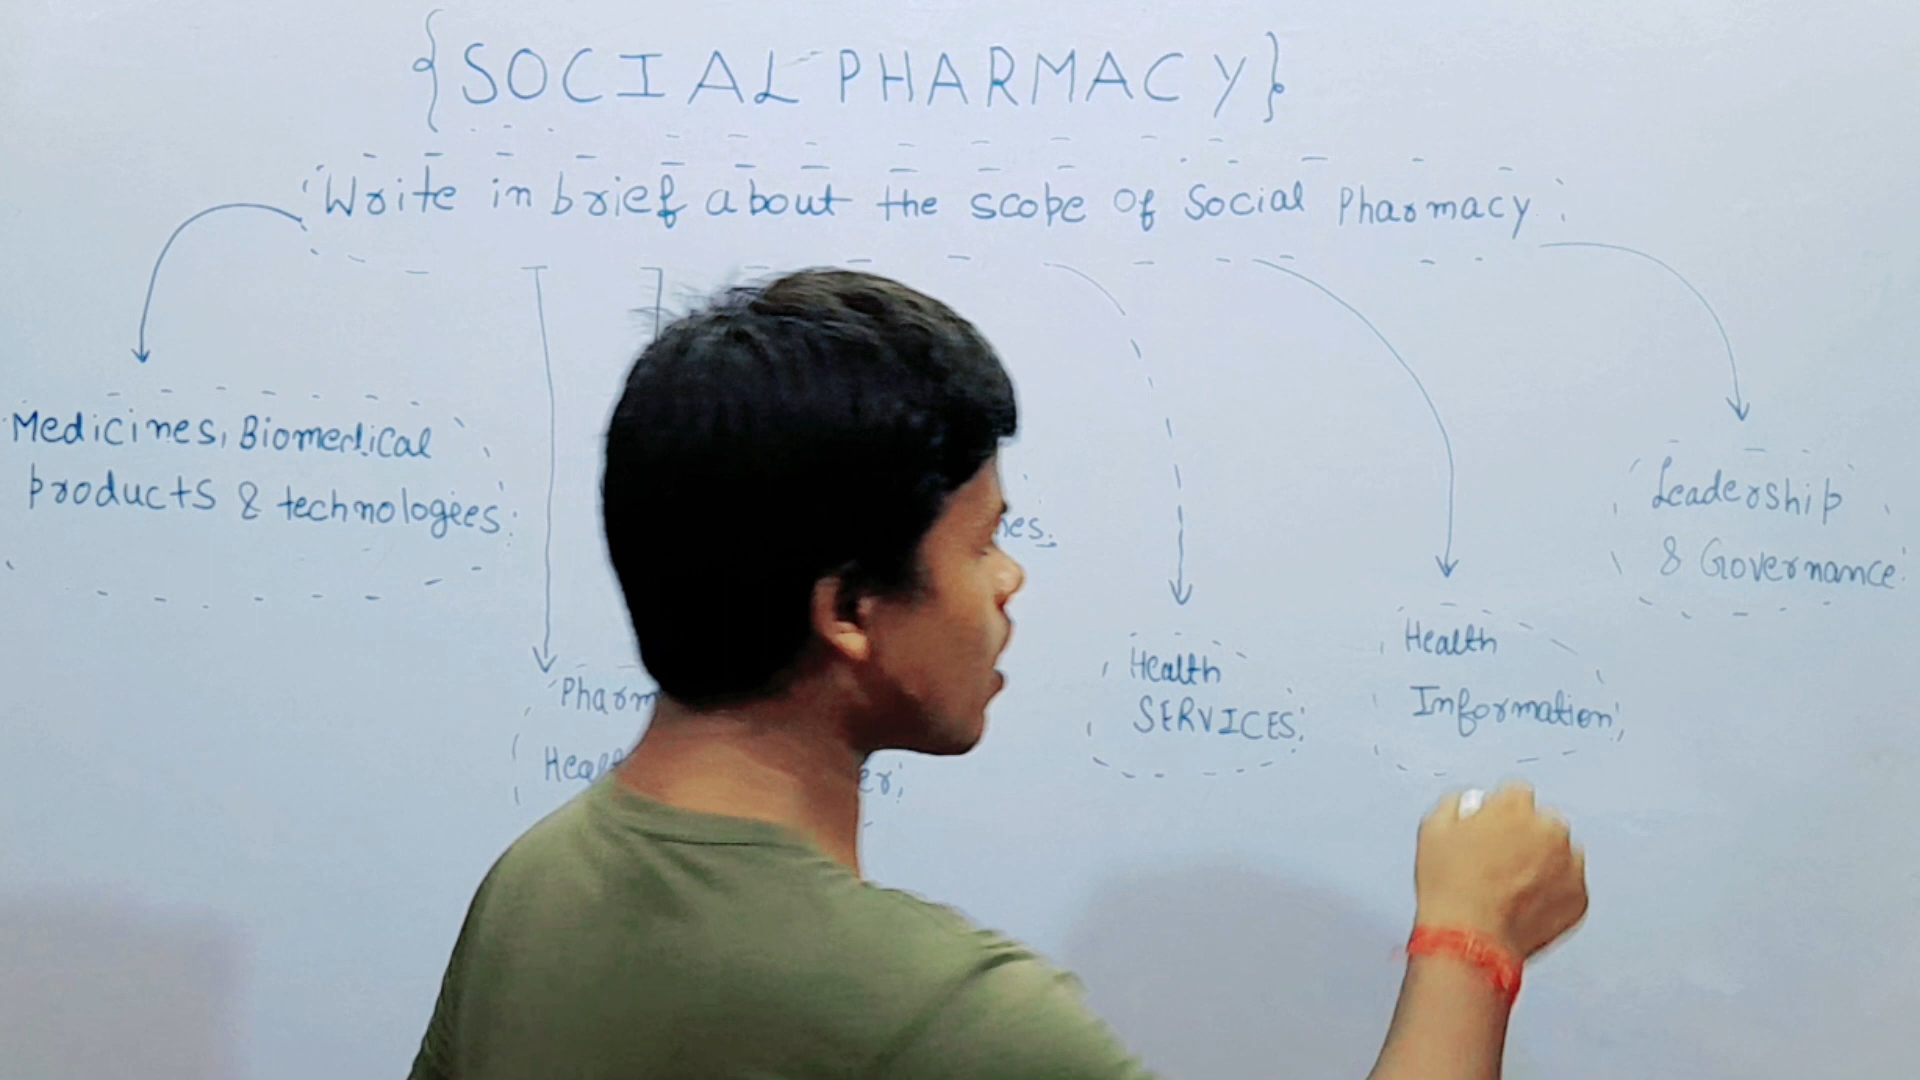 {SOCIAL PHARMACY}
Write in brief about the scope of Social Pharmacy
Medicines, Biomedical
products & technologies
Health
SERVICES
Health
Information
Leadership
& Governance